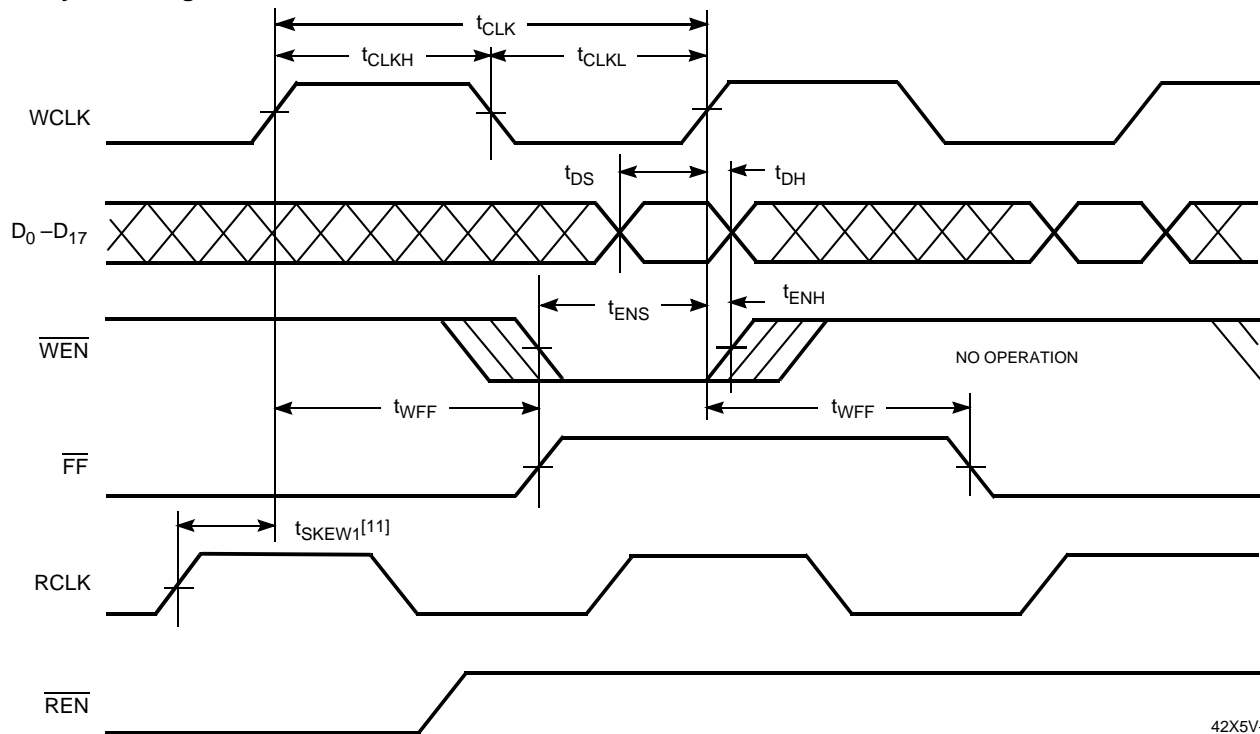 tCLK
tCLKH
tCLKL
WCLK
tDS
tDH
D0 –D17
tENS
tENH
WEN
NO OPERATION
tWFF
tWFF
FF
tSKEW1[11]
RCLK
REN
42X5V-